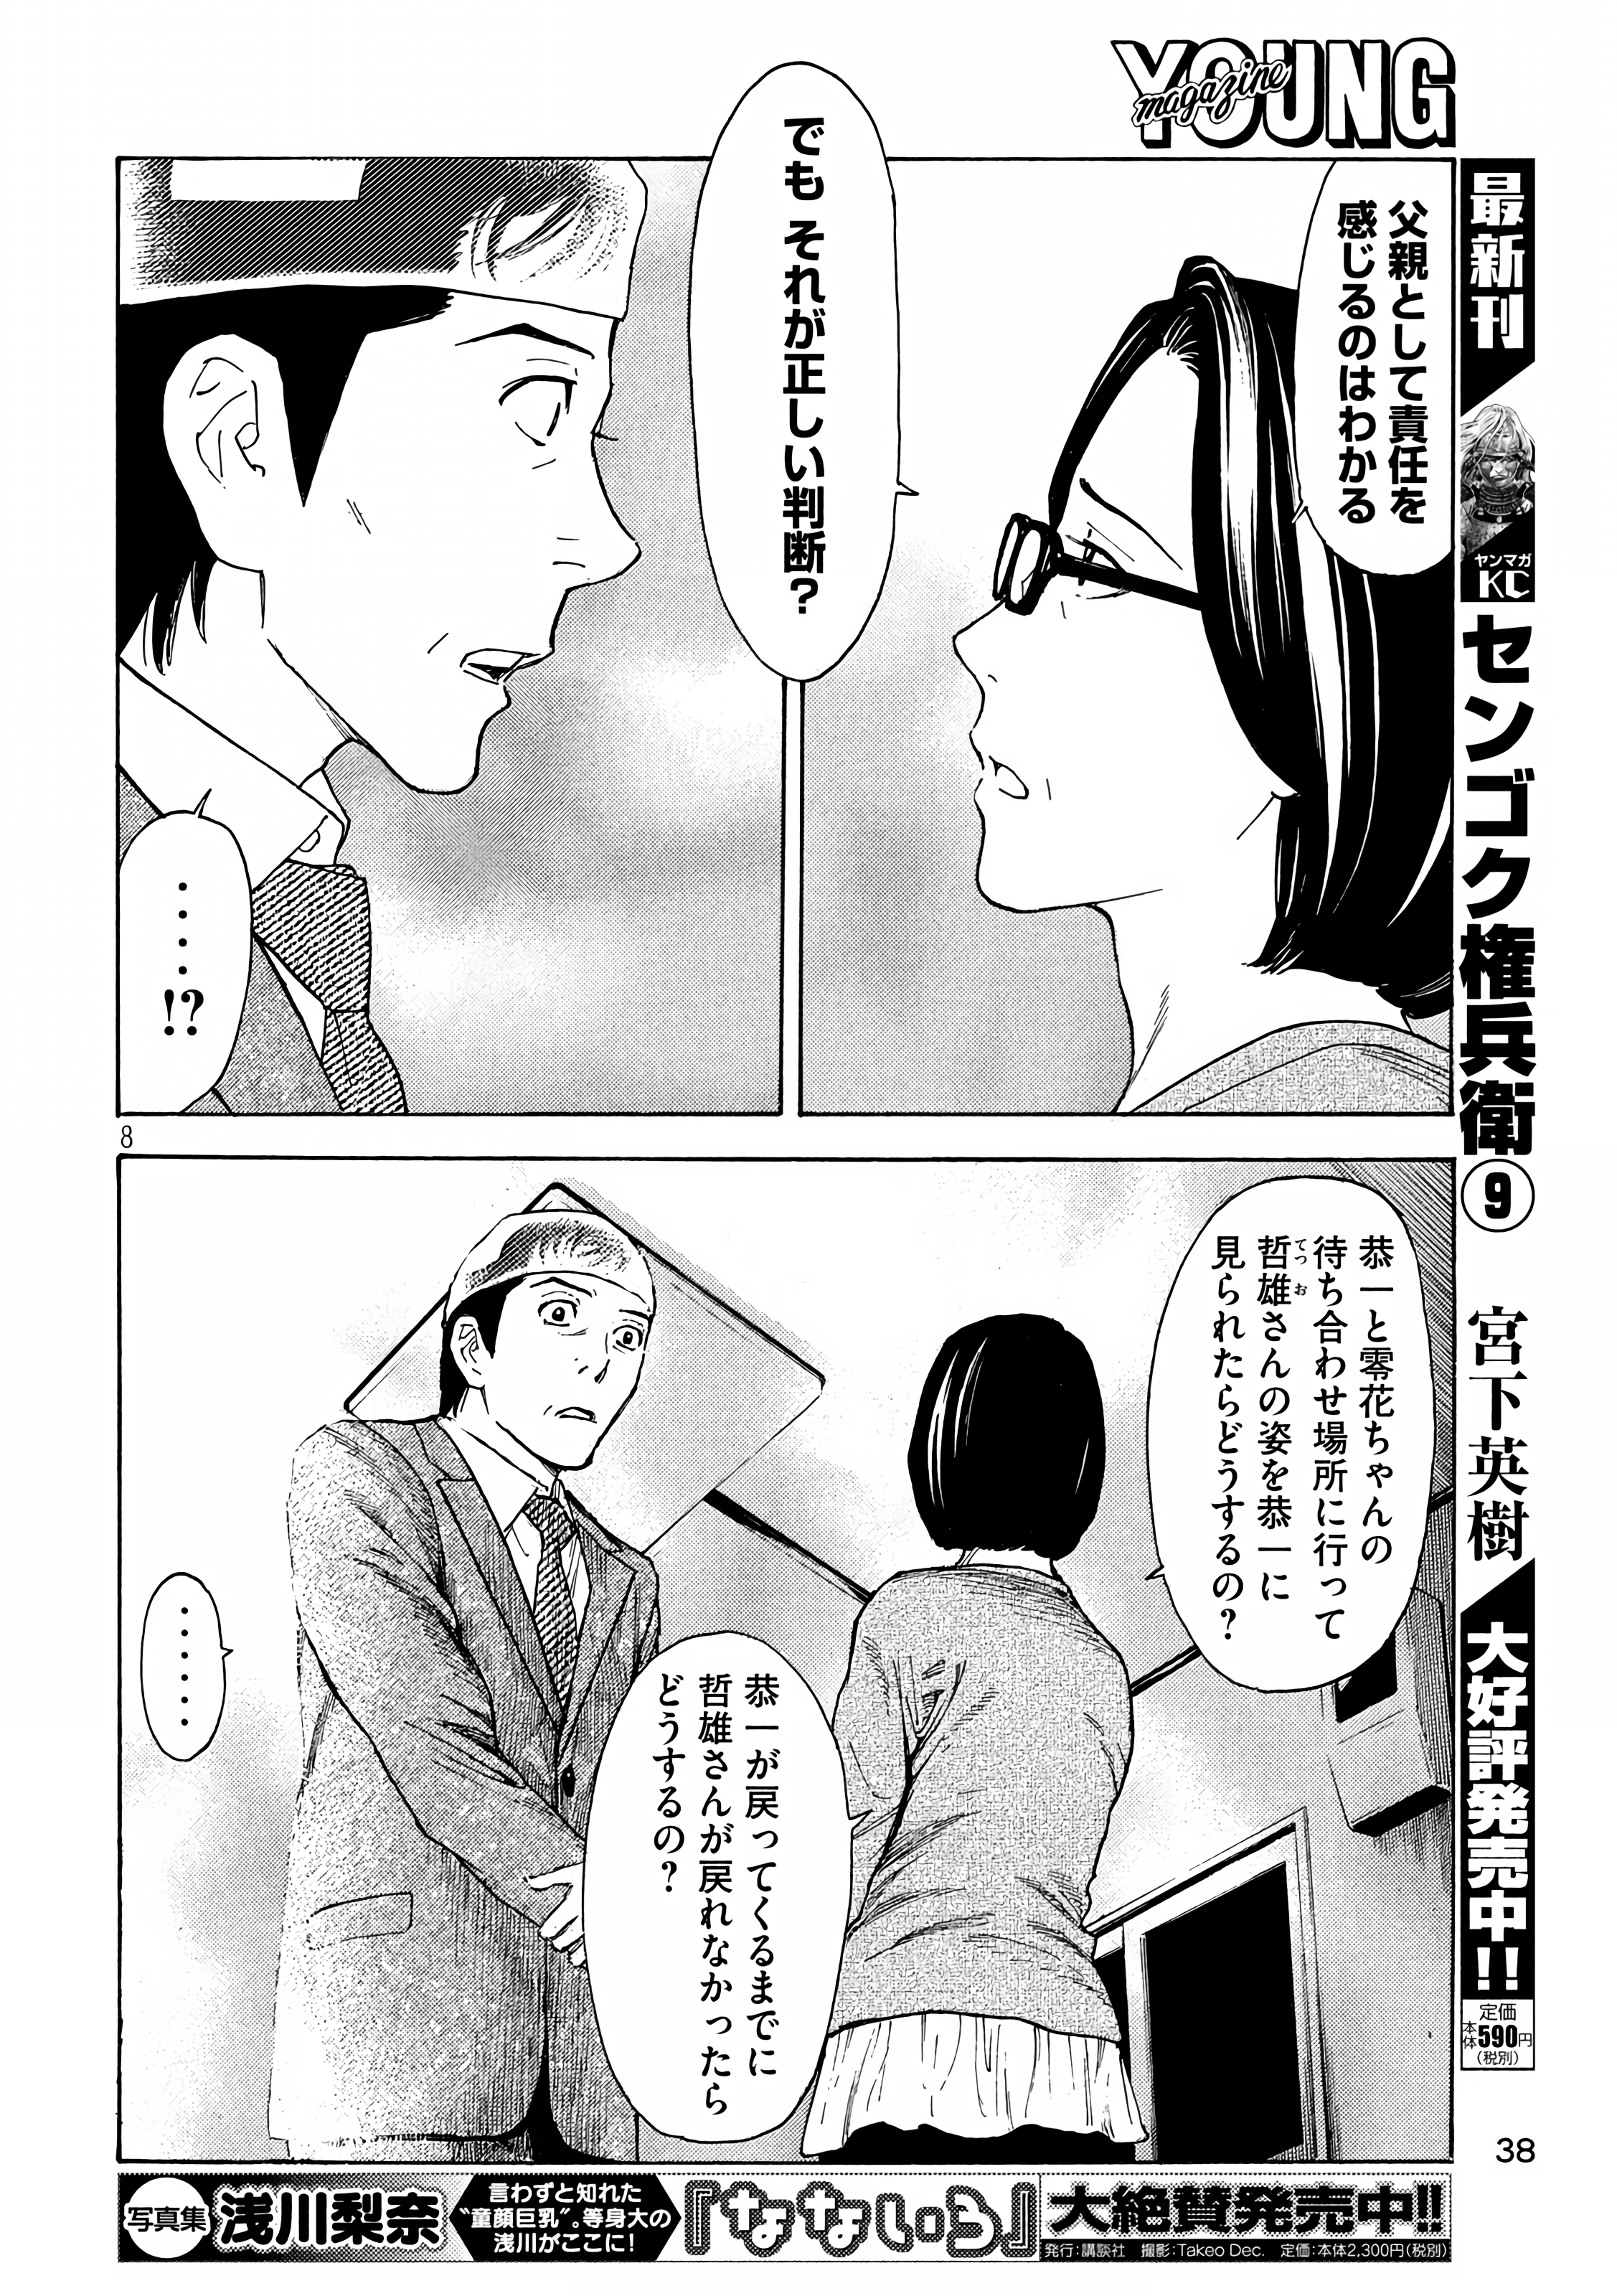 YOUNG
magazine
父親として責任を
感じるのはわかる
でも それが正しい判断？
・・・・!?
8
恭一と零花ちゃんの
待ち合わせ場所に行って
哲雄さんの姿を恭一に
てつお
見られたらどうするの？
恭一が戻ってくるまでに
哲雄さんが戻れなかったら
どうするの？
・・・・・・
最新刊
ヤンマガ
KC
センゴク権兵衛⑨
宮下英樹
大好評発売中!!
定価
本体590円
(税別)
38
写真集
浅川梨奈
言わずと知れた
“童顔巨乳”。等身大の
浅川がここに!
『なないろ』
大絶賛発売中!!
発行:講談社 撮影:Takeo Dec. 定価:本体2,300円(税別)